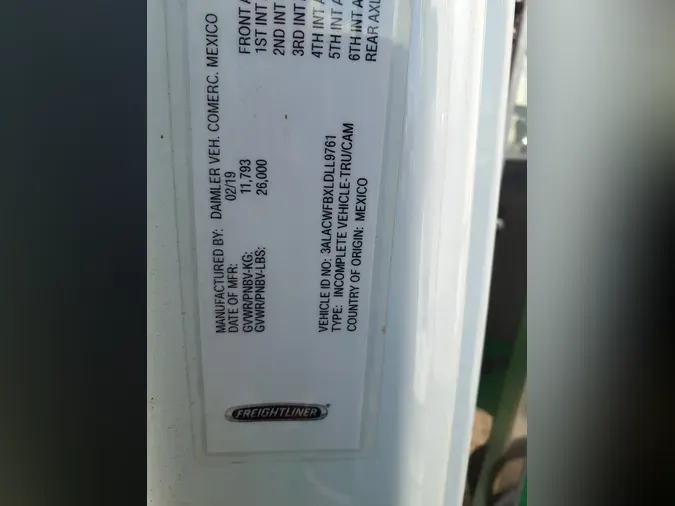 MANUFACTURED BY: DAIMLER VEH. COMERC. MEXICO
DATE OF MFR: 02/19
GVWR/PNBV-KG: 11,793
GVWR/PNBV-LBS: 26,000
FRONT
1ST INT
2ND INT
3RD INT
4TH INT
5TH INT
6TH INT
REAR
VEHICLE ID NO: 3ALACWFBXLDLL9761
TYPE: INCOMPLETE VEHICLE-TRU/CAM
COUNTRY OF ORIGIN: MEXICO
FREIGHTLINER